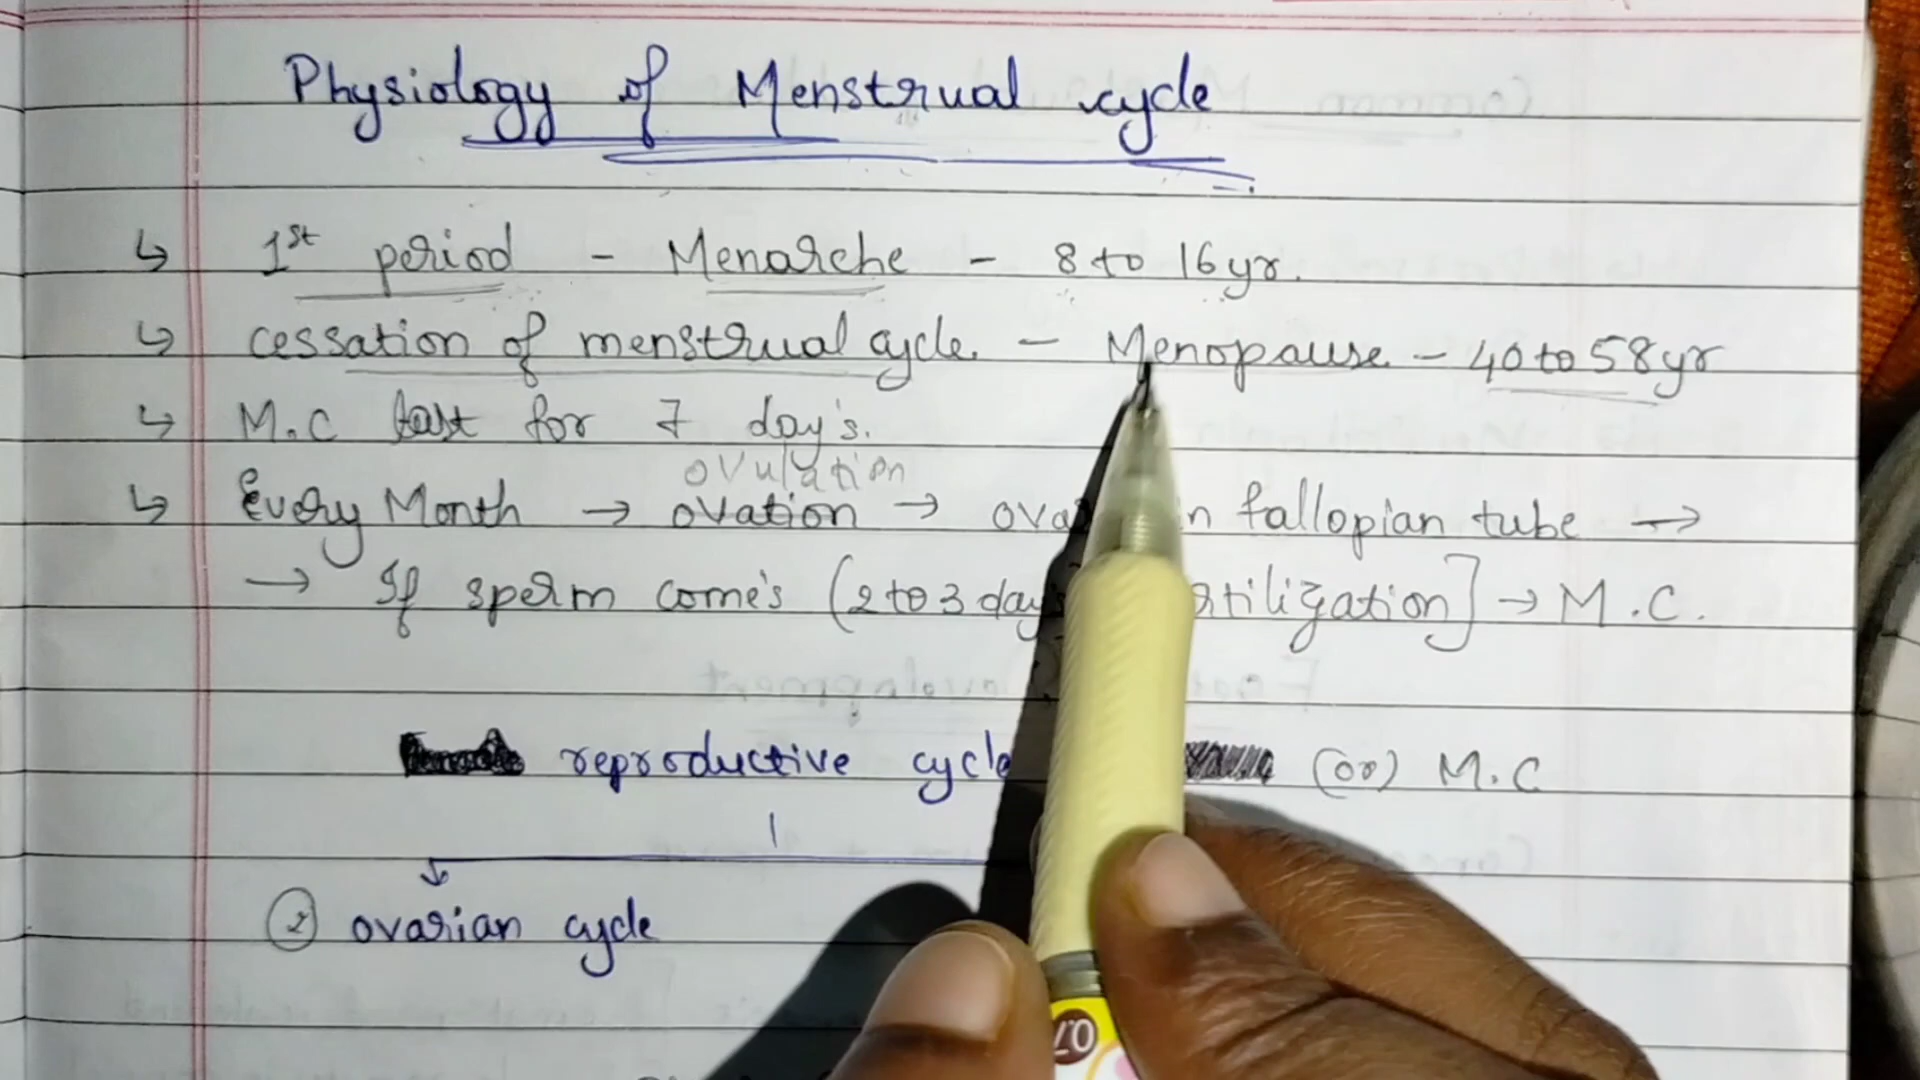 Physiology of Menstrual cycle
↳ 1st period - Menarche - 8 to 16yr.
↳ cessation of menstrual cycle. - Menopause - 40 to 58yr
↳ M.C last for 7 day's.
ovulation
↳ Every Month → ovation → in fallopian tube →
→ If sperm come's (2 to 3 day → M.C.
reproductive cycle (or) M.C
② ovarian cycle
0.7